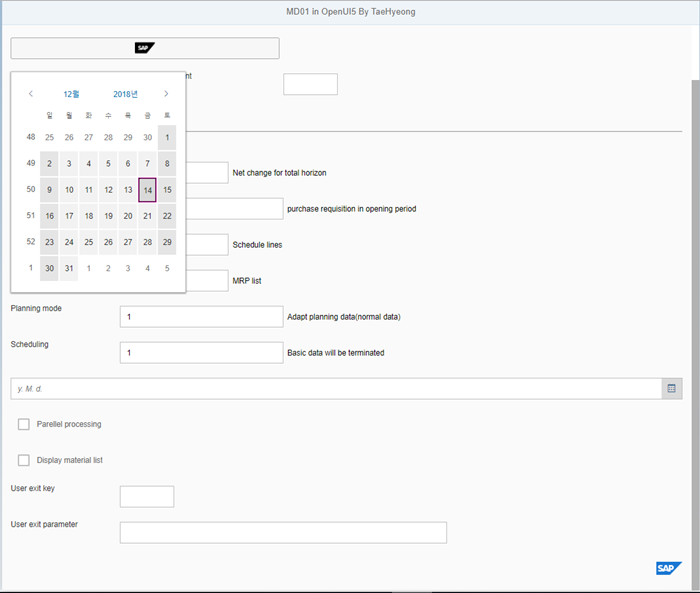 MD01 in OpenUI5 By TaeHyeong
SAP
nt
12월 2018년
일 월 화 수 목 금 토
48 25 26 27 28 29 30 1
49 2 3 4 5 6 7 8
50 9 10 11 12 13 14 15
51 16 17 18 19 20 21 22
52 23 24 25 26 27 28 29
1 30 31 1 2 3 4 5
Net change for total horizon
purchase requisition in opening period
Schedule lines
MRP list
Planning mode
1 Adapt planning data(normal data)
Scheduling
1 Basic data will be terminated
y. M. d.
Parellel processing
Display material list
User exit key
User exit parameter
SAP